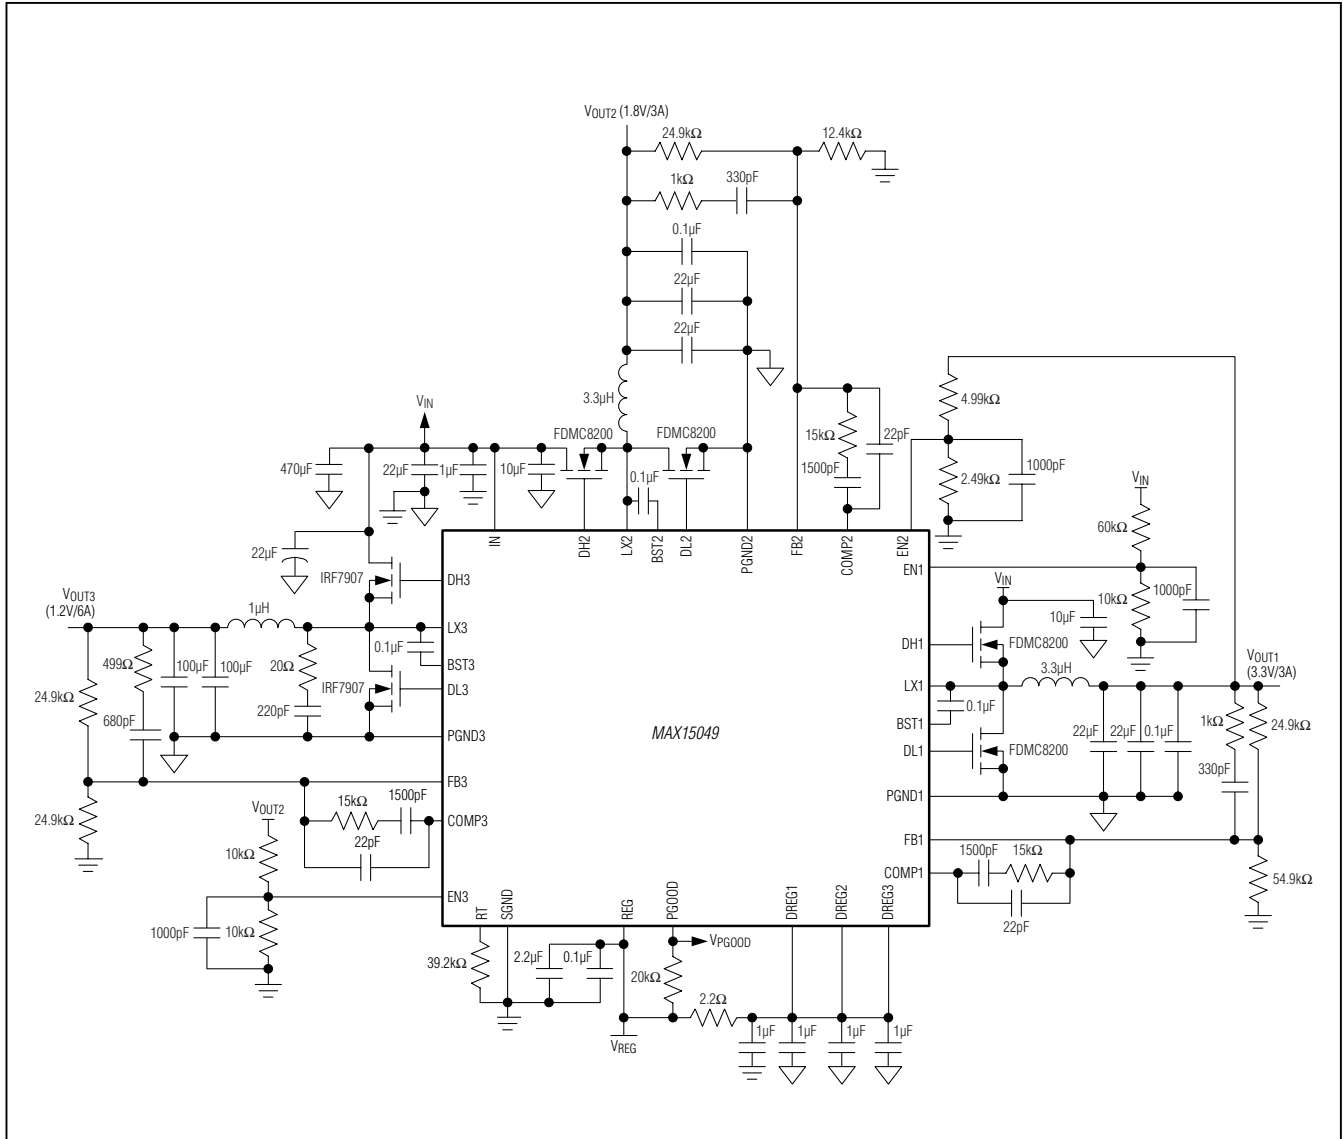 VOUT2 (1.8V/3A)
24.9kΩ
12.4kΩ
1kΩ
330pF
0.1µF
22µF
22µF
3.3µH
VIN
FDMC8200
FDMC8200
470µF
22µF
1µF
10µF
0.1µF
15kΩ
22pF
1500pF
4.99kΩ
2.49kΩ
1000pF
VIN
60kΩ
10kΩ
1000pF
IN
DH2
LX2
BST2
DL2
PGND2
FB2
COMP2
EN2
22µF
IRF7907
DH3
VOUT3
(1.2V/6A)
1µH
LX3
0.1µF
BST3
499Ω
100µF
100µF
20Ω
IRF7907
DL3
24.9kΩ
680pF
220pF
PGND3
FB3
24.9kΩ
15kΩ
1500pF
COMP3
22pF
VOUT2
10kΩ
EN3
1000pF
10kΩ
MAX15049
EN1
VIN
10µF
DH1
FDMC8200
3.3µH
LX1
VOUT1
(3.3V/3A)
0.1µF
BST1
DL1
FDMC8200
22µF
22µF
0.1µF
1kΩ
24.9kΩ
330pF
PGND1
FB1
COMP1
1500pF
15kΩ
22pF
54.9kΩ
RT
SGND
REG
PGOOD
DREG1
DREG2
DREG3
39.2kΩ
2.2µF
0.1µF
VPGOOD
20kΩ
2.2Ω
VREG
1µF
1µF
1µF
1µF